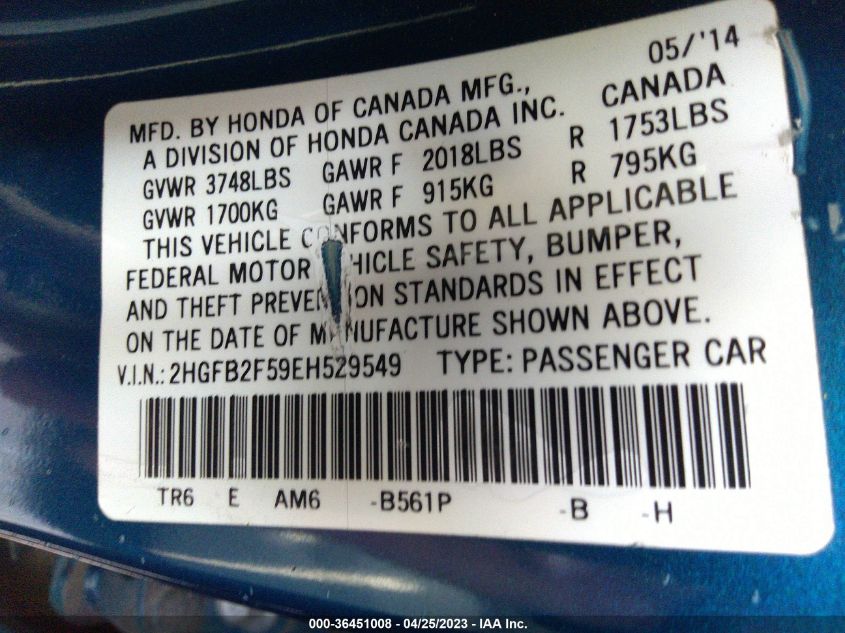 05/'14
MFD. BY HONDA OF CANADA MFG.,
A DIVISION OF HONDA CANADA INC. CANADA
GVWR 3748LBS GAWR F 2018LBS R 1753LBS
GVWR 1700KG GAWR F 915KG R 795KG
THIS VEHICLE CONFORMS TO ALL APPLICABLE
FEDERAL MOTOR VEHICLE SAFETY, BUMPER,
AND THEFT PREVENTION STANDARDS IN EFFECT
ON THE DATE OF MANUFACTURE SHOWN ABOVE.
V.I.N.: 2HGFB2F59EH529549 TYPE: PASSENGER CAR
TR6 E AM6 -B561P -B -H
000-36451008 - 04/25/2023 - IAA Inc.